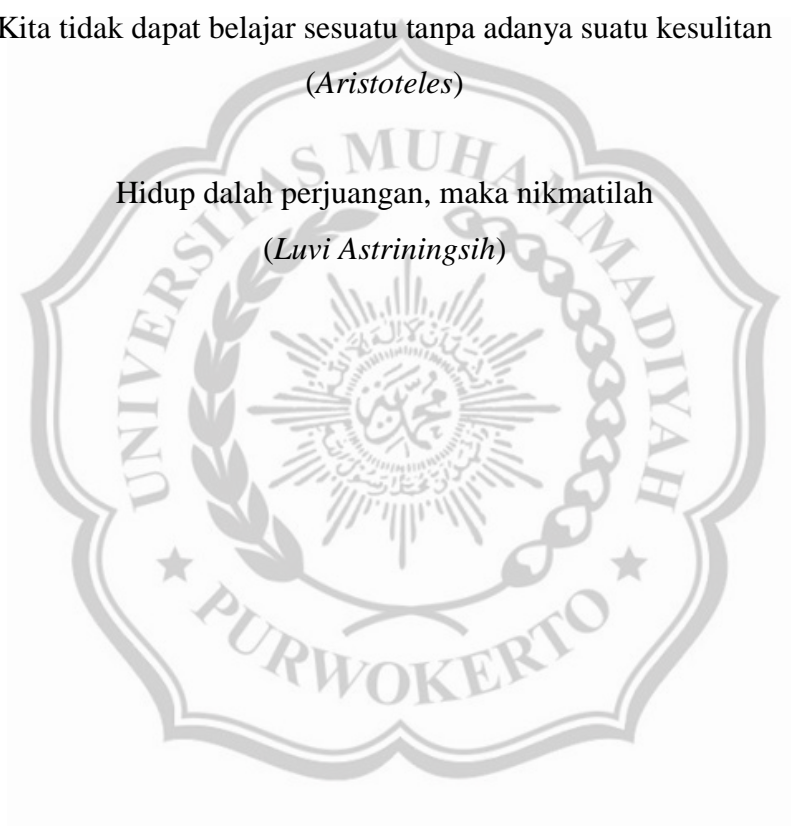 Kita tidak dapat belajar sesuatu tanpa adanya suatu kesulitan
(Aristoteles)
Hidup dalah perjuangan, maka nikmatilah
(Luvi Astriningsih)
UNIVERSITAS MUHAMMADIYAH
PURWOKERTO
محمدية